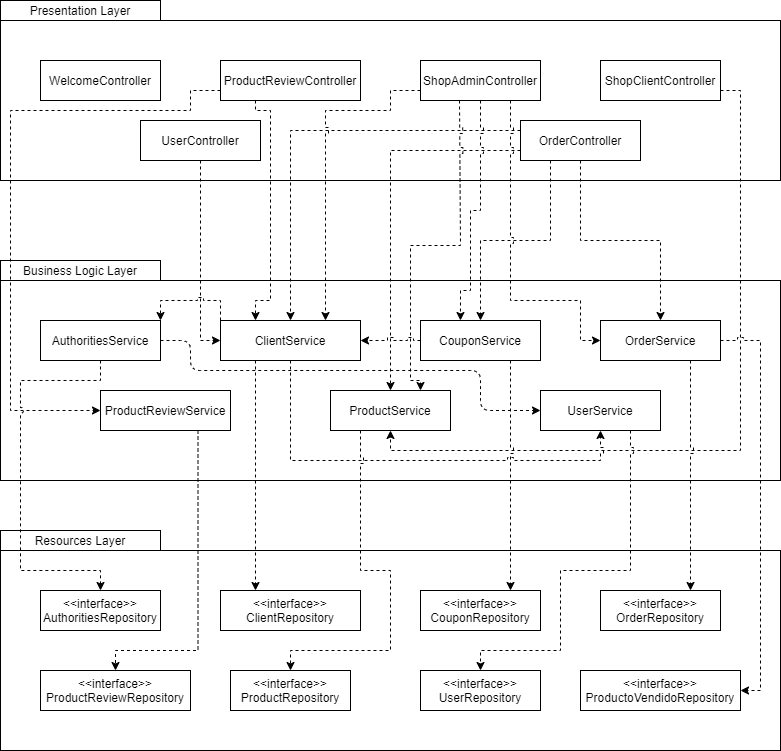 Presentation Layer
WelcomeController
ProductReviewController
ShopAdminController
ShopClientController
UserController
OrderController
Business Logic Layer
AuthoritiesService
ClientService
CouponService
OrderService
ProductReviewService
ProductService
UserService
Resources Layer
<<interface>>
AuthoritiesRepository
<<interface>>
ClientRepository
<<interface>>
CouponRepository
<<interface>>
OrderRepository
<<interface>>
ProductReviewRepository
<<interface>>
ProductRepository
<<interface>>
UserRepository
<<interface>>
ProductoVendidoRepository